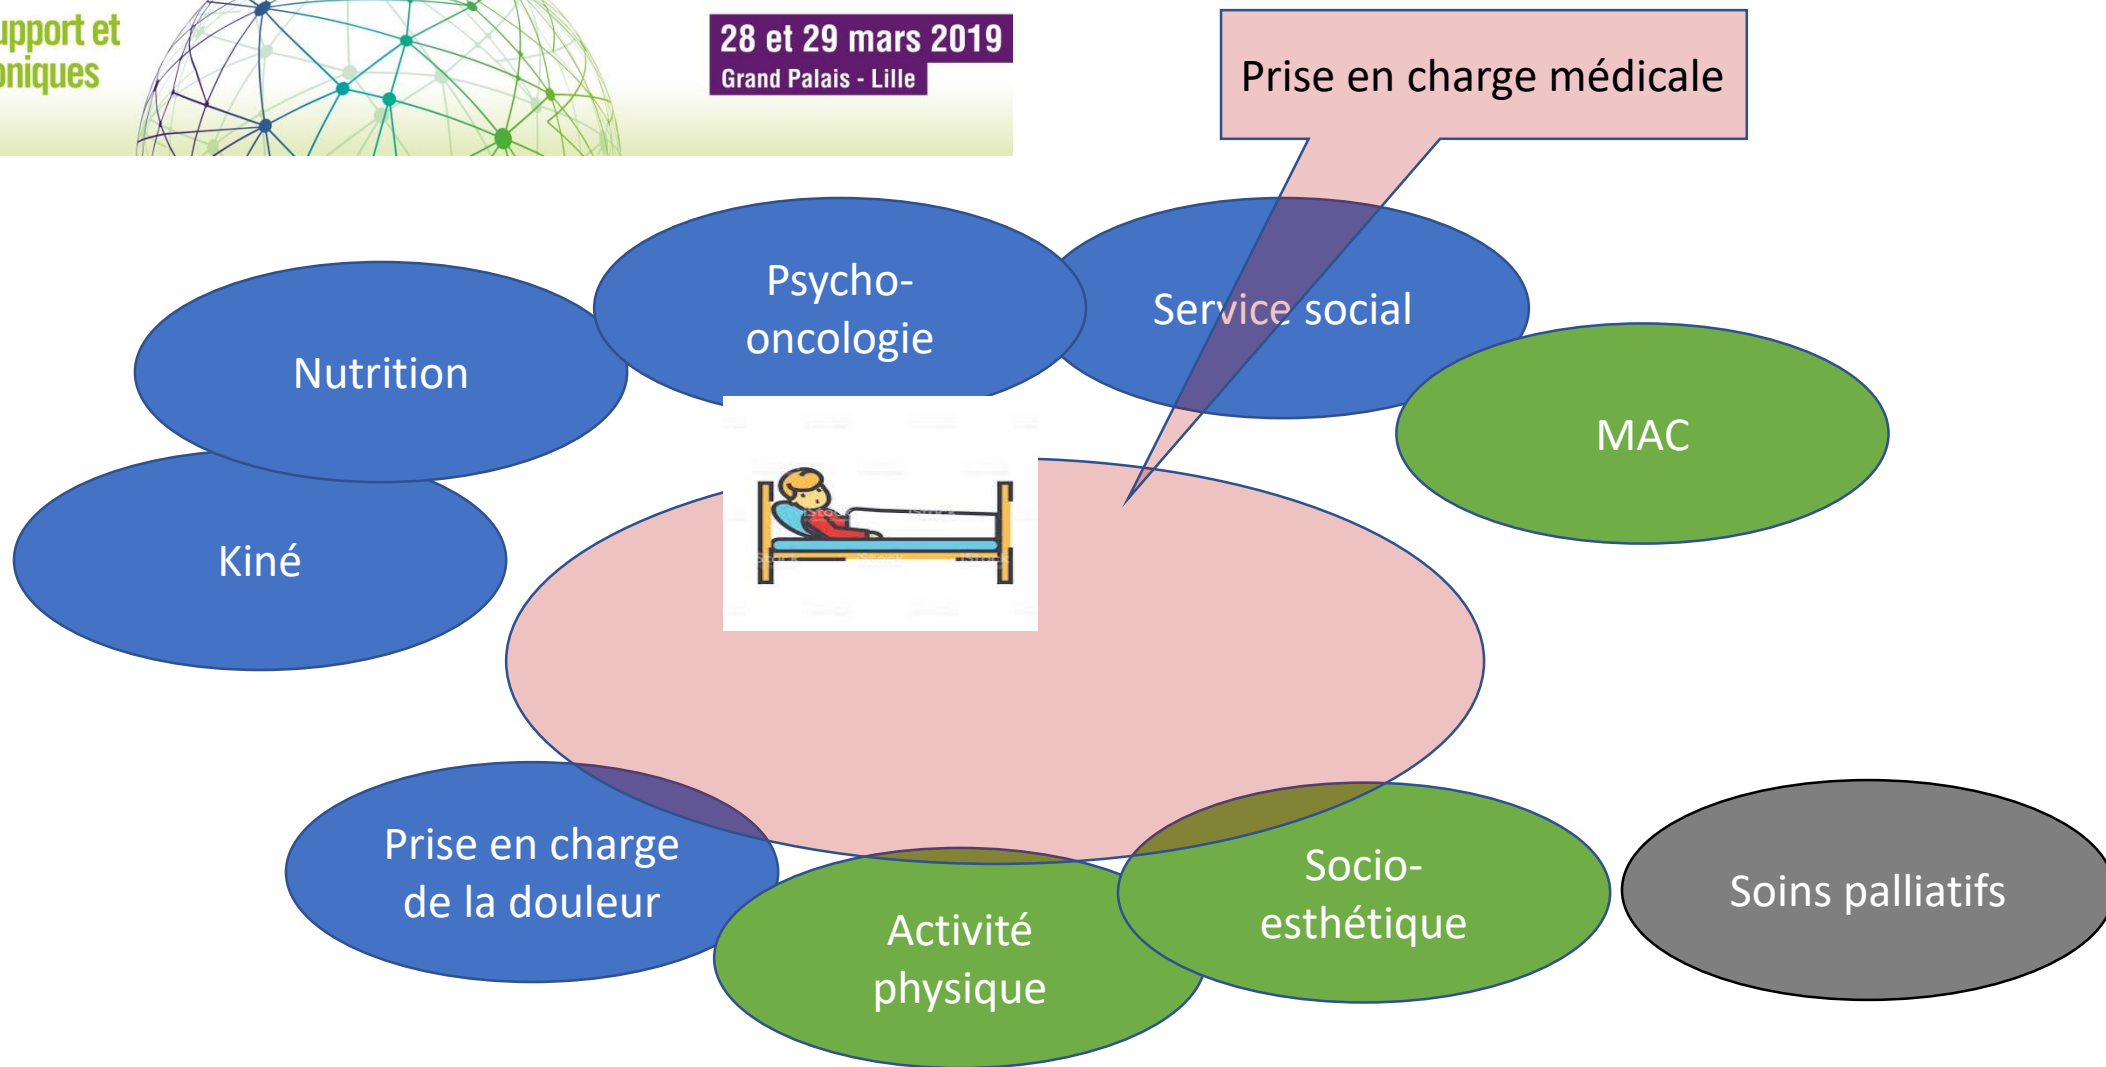 upport et
oniques
28 et 29 mars 2019
Grand Palais - Lille
Prise en charge médicale
Psycho-
oncologie
Service social
Nutrition
MAC
Kiné
Prise en charge
de la douleur
Activité
physique
Socio-
esthétique
Soins palliatifs